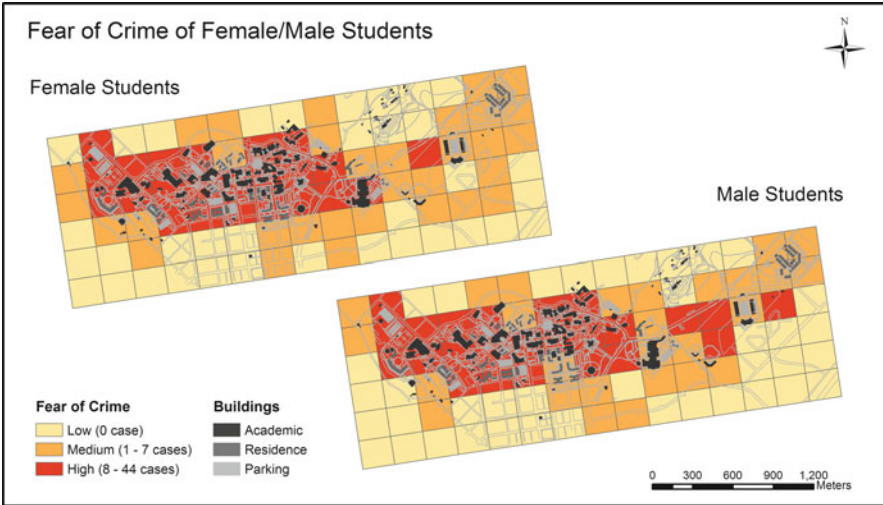 Fear of Crime of Female/Male Students
N
Female Students
Male Students
Fear of Crime
Low (0 case)
Medium (1 - 7 cases)
High (8 - 44 cases)
Buildings
Academic
Residence
Parking
0 300 600 900 1,200
Meters